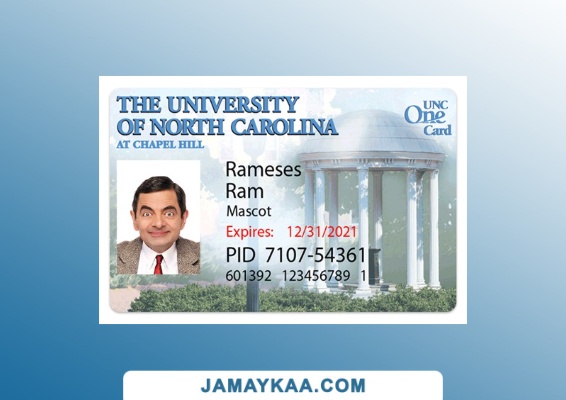 THE UNIVERSITY
OF NORTH CAROLINA
AT CHAPEL HILL
UNC
One
Card
Rameses
Ram
Mascot
Expires: 12/31/2021
PID 7107-54361
601392 123456789 1
JAMAYKAA.COM